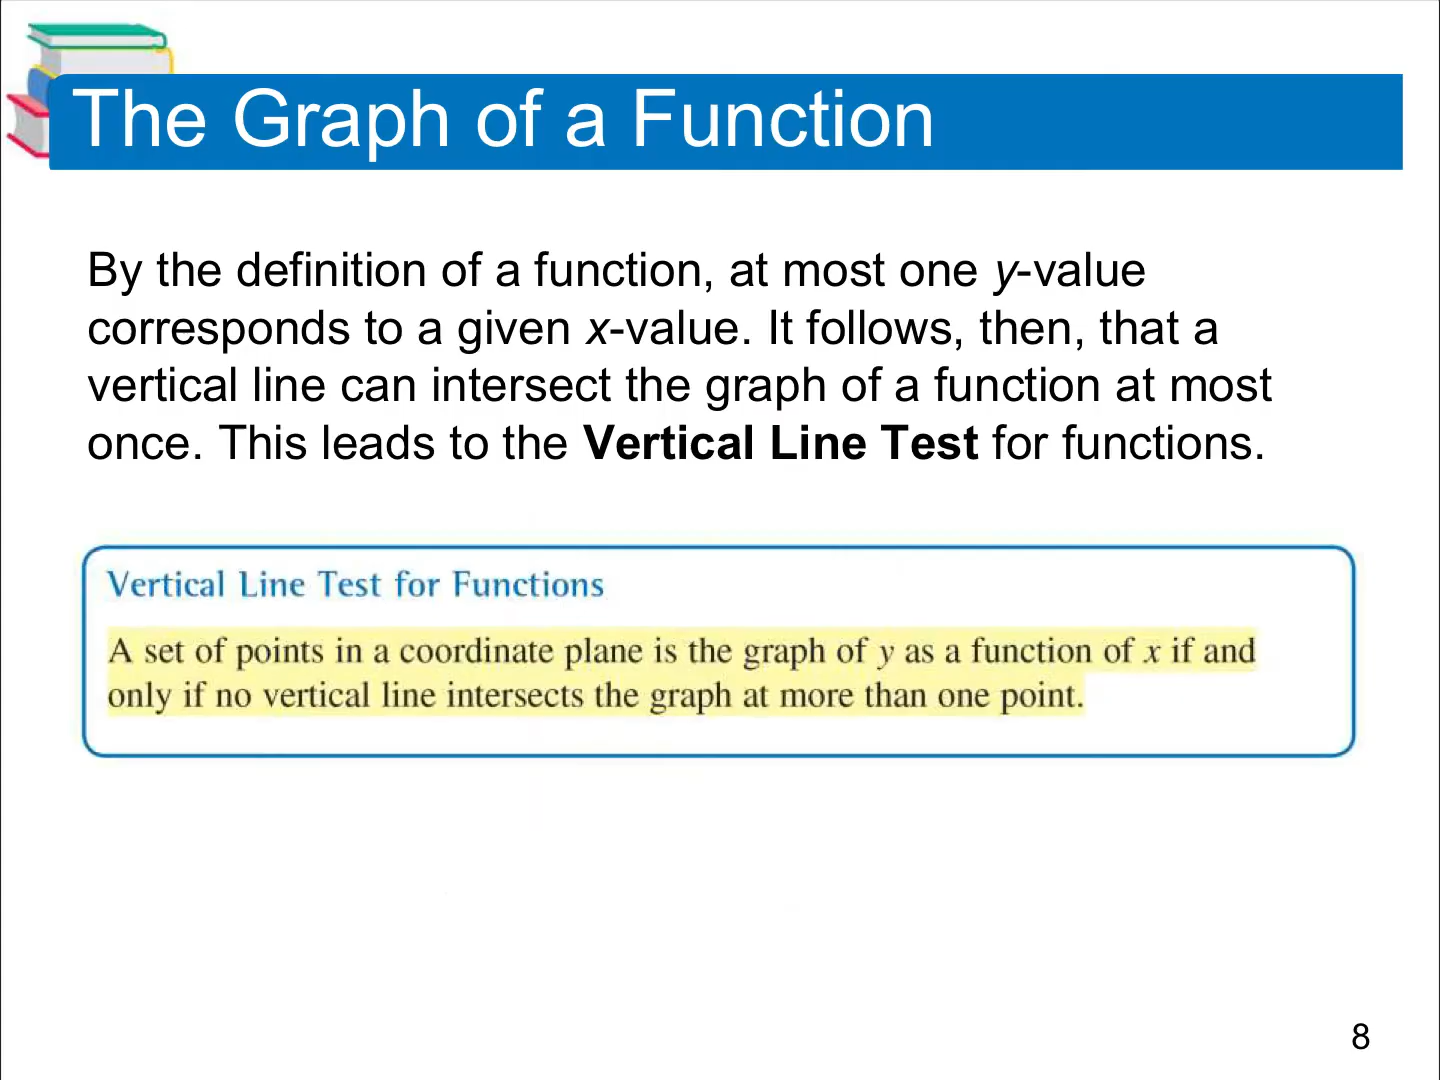 The Graph of a Function
By the definition of a function, at most one y-value
corresponds to a given x-value. It follows, then, that a
vertical line can intersect the graph of a function at most
once. This leads to the Vertical Line Test for functions.
Vertical Line Test for Functions
A set of points in a coordinate plane is the graph of y as a function of x if and
only if no vertical line intersects the graph at more than one point.
8